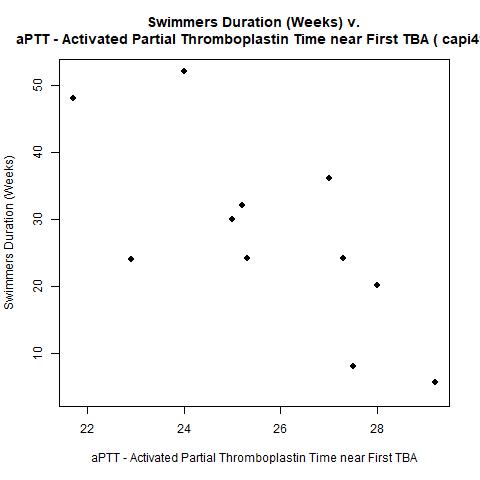 Swimmers Duration (Weeks) v.
aPTT - Activated Partial Thromboplastin Time near First TBA ( capi4
Swimmers Duration (Weeks)
50
40
30
20
10
22
24
26
28
aPTT - Activated Partial Thromboplastin Time near First TBA